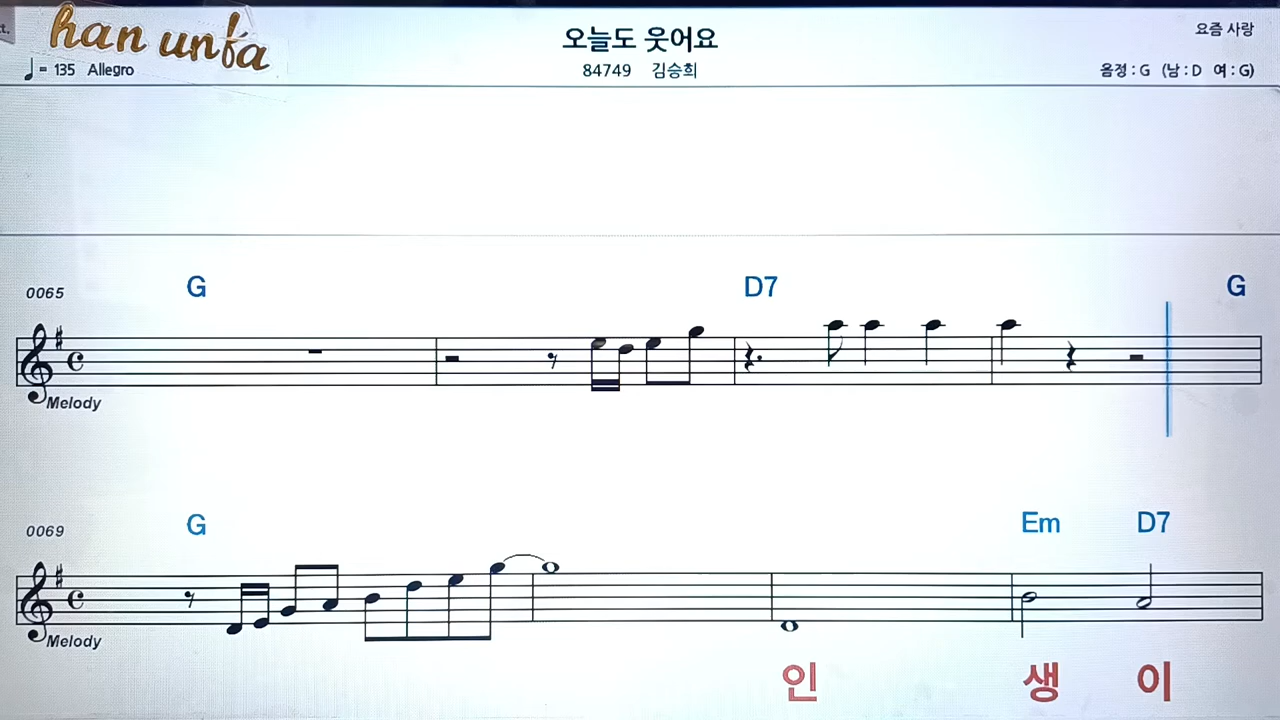 han unfa
오늘도 웃어요
요즘 사랑
♩= 135 Allegro
84749 김승희
음정 : G (남 : D 여 : G)
0065 G D7 G
Melody
0069 G Em D7
Melody
인 생 이